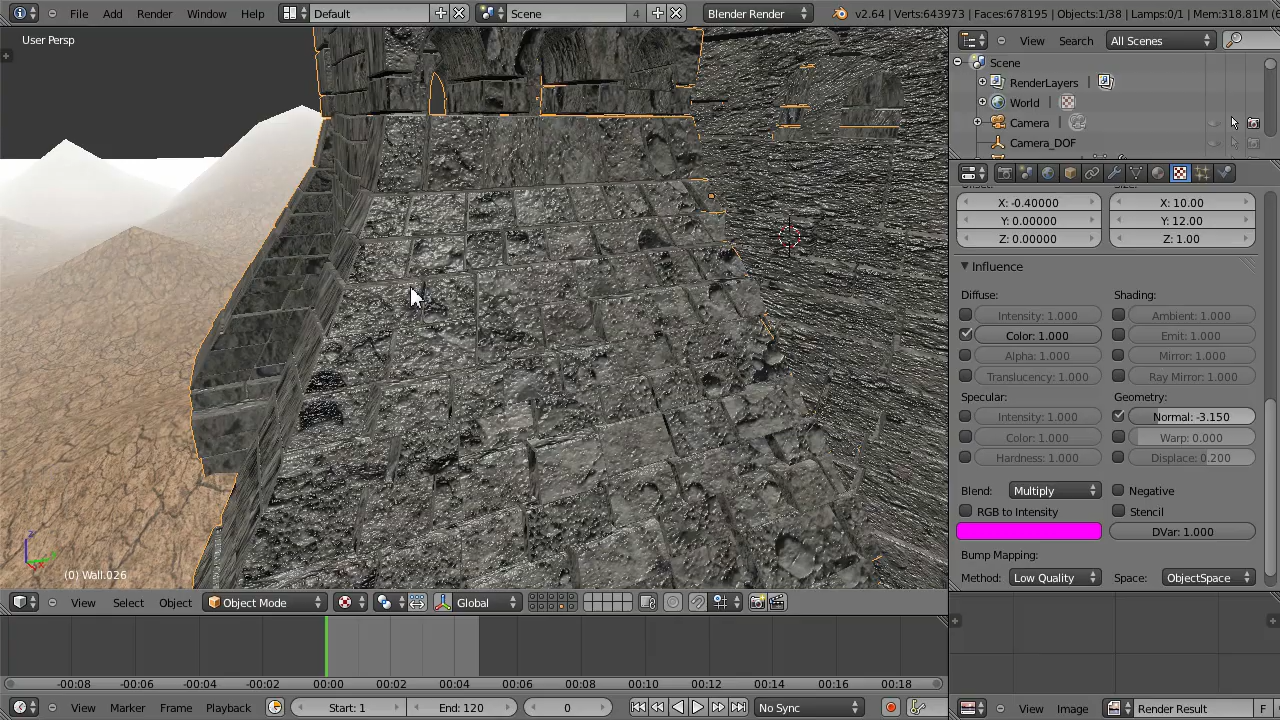 File Add Render Window Help Default Scene 4 Blender Render v2.64 | Verts:643973 | Faces:678195 | Objects:1/38 | Lamps:0/1 | Mem:318.81M
User Persp
View Search All Scenes
Scene
RenderLayers
World
Camera
Camera_DOF
X: -0.40000 X: 10.00
Y: 0.00000 Y: 12.00
Z: 0.00000 Z: 1.00
Influence
Diffuse: Shading:
Intensity: 1.000 Ambient: 1.000
Color: 1.000 Emit: 1.000
Alpha: 1.000 Mirror: 1.000
Translucency: 1.000 Ray Mirror: 1.000
Specular: Geometry:
Intensity: 1.000 Normal: -3.150
Color: 1.000 Warp: 0.000
Hardness: 1.000 Displace: 0.200
Blend: Multiply Negative
RGB to Intensity Stencil
DVar: 1.000
Bump Mapping:
Method: Low Quality Space: ObjectSpace
z
y
(0) Wall.026
View Select Object Object Mode Global
-00:08 -00:06 -00:04 -00:02 00:00 00:02 00:04 00:06 00:08 00:10 00:12 00:14 00:16 00:18
View Marker Frame Playback Start: 1 End: 120 0 No Sync
View Image Render Result F